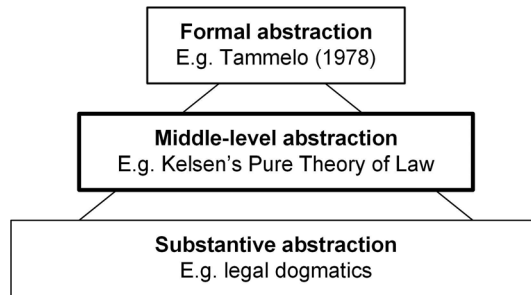 Formal abstraction
E.g. Tammelo (1978)
Middle-level abstraction
E.g. Kelsen's Pure Theory of Law
Substantive abstraction
E.g. legal dogmatics